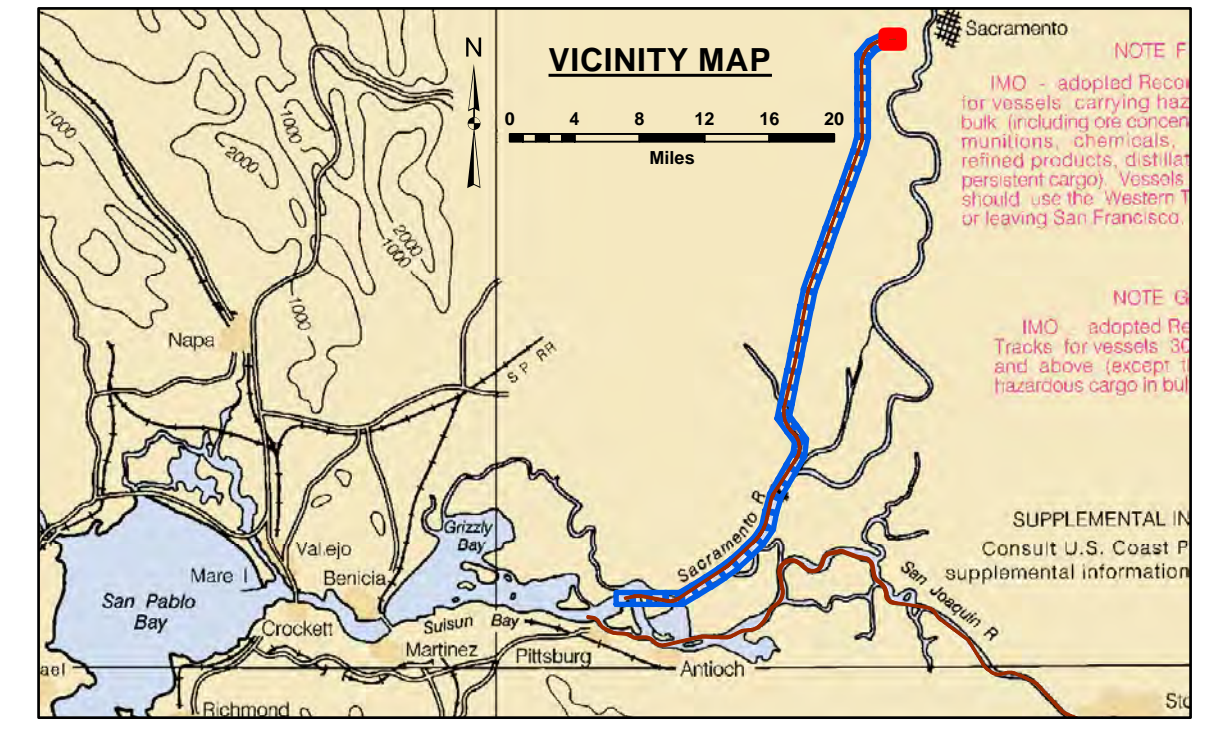 VICINITY MAP
N
0 4 8 12 16 20
Miles
Sacramento
NOTE F
IMO - adopted Recor
for vessels carrying haz
bulk (including ore concen
munitions, chemicals,
refined products, distillat
persistent cargo). Vessels
should use the Western T
or leaving San Francisco.
NOTE G
IMO - adopted Re
Tracks for vessels 30
and above (except t
hazardous cargo in bul
SUPPLEMENTAL IN
Consult U.S. Coast P
supplemental information
1000
2000
1000
1000
2000
1000
Napa
S P RR
Grizzly
Bay
Vallejo
Mare I
Benicia
San Pablo
Bay
Crockett
Suisun Bay
Martinez
Pittsburg
Antioch
Sacramento R
San Joaquin R
ael
Richmond
Sto